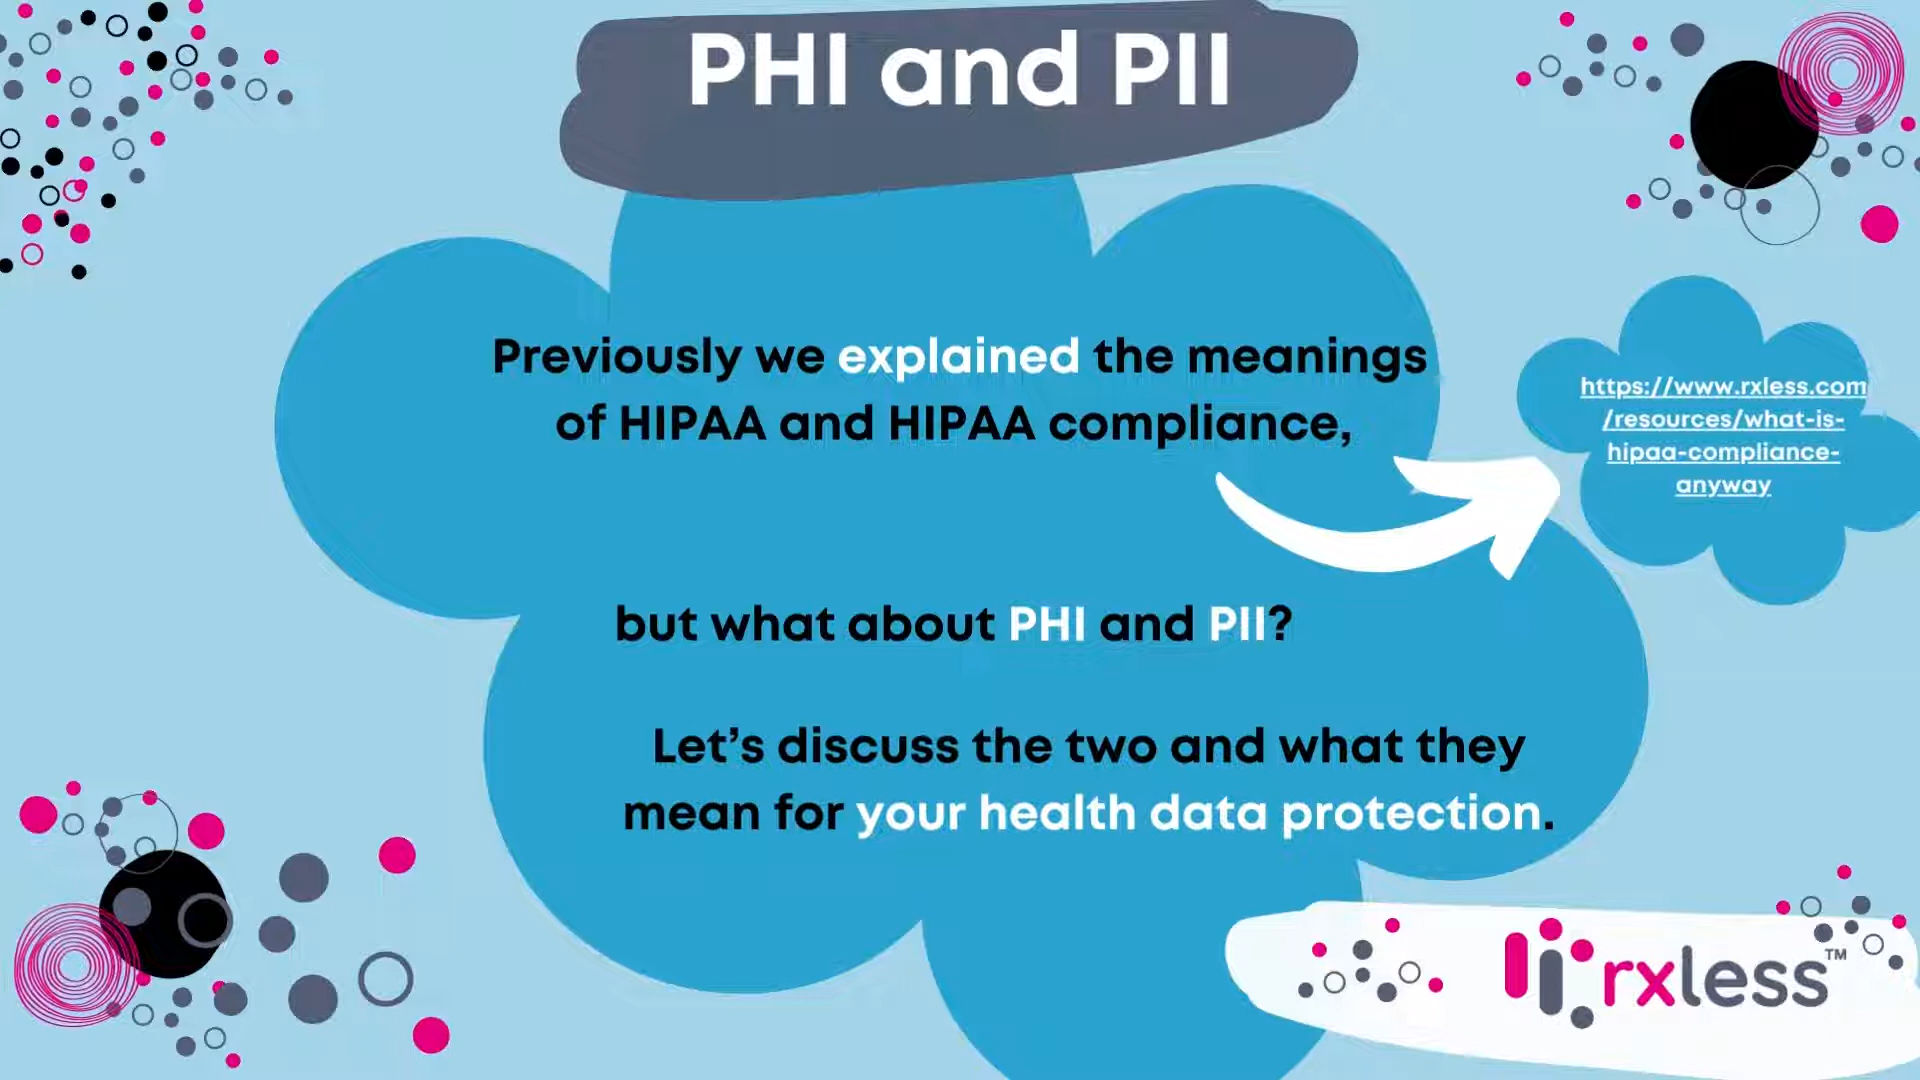 PHI and PII
Previously we explained the meanings
of HIPAA and HIPAA compliance,
https://www.rxless.com
/resources/what-is-
hipaa-compliance-
anyway
but what about PHI and PII?
Let’s discuss the two and what they
mean for your health data protection.
rxless™